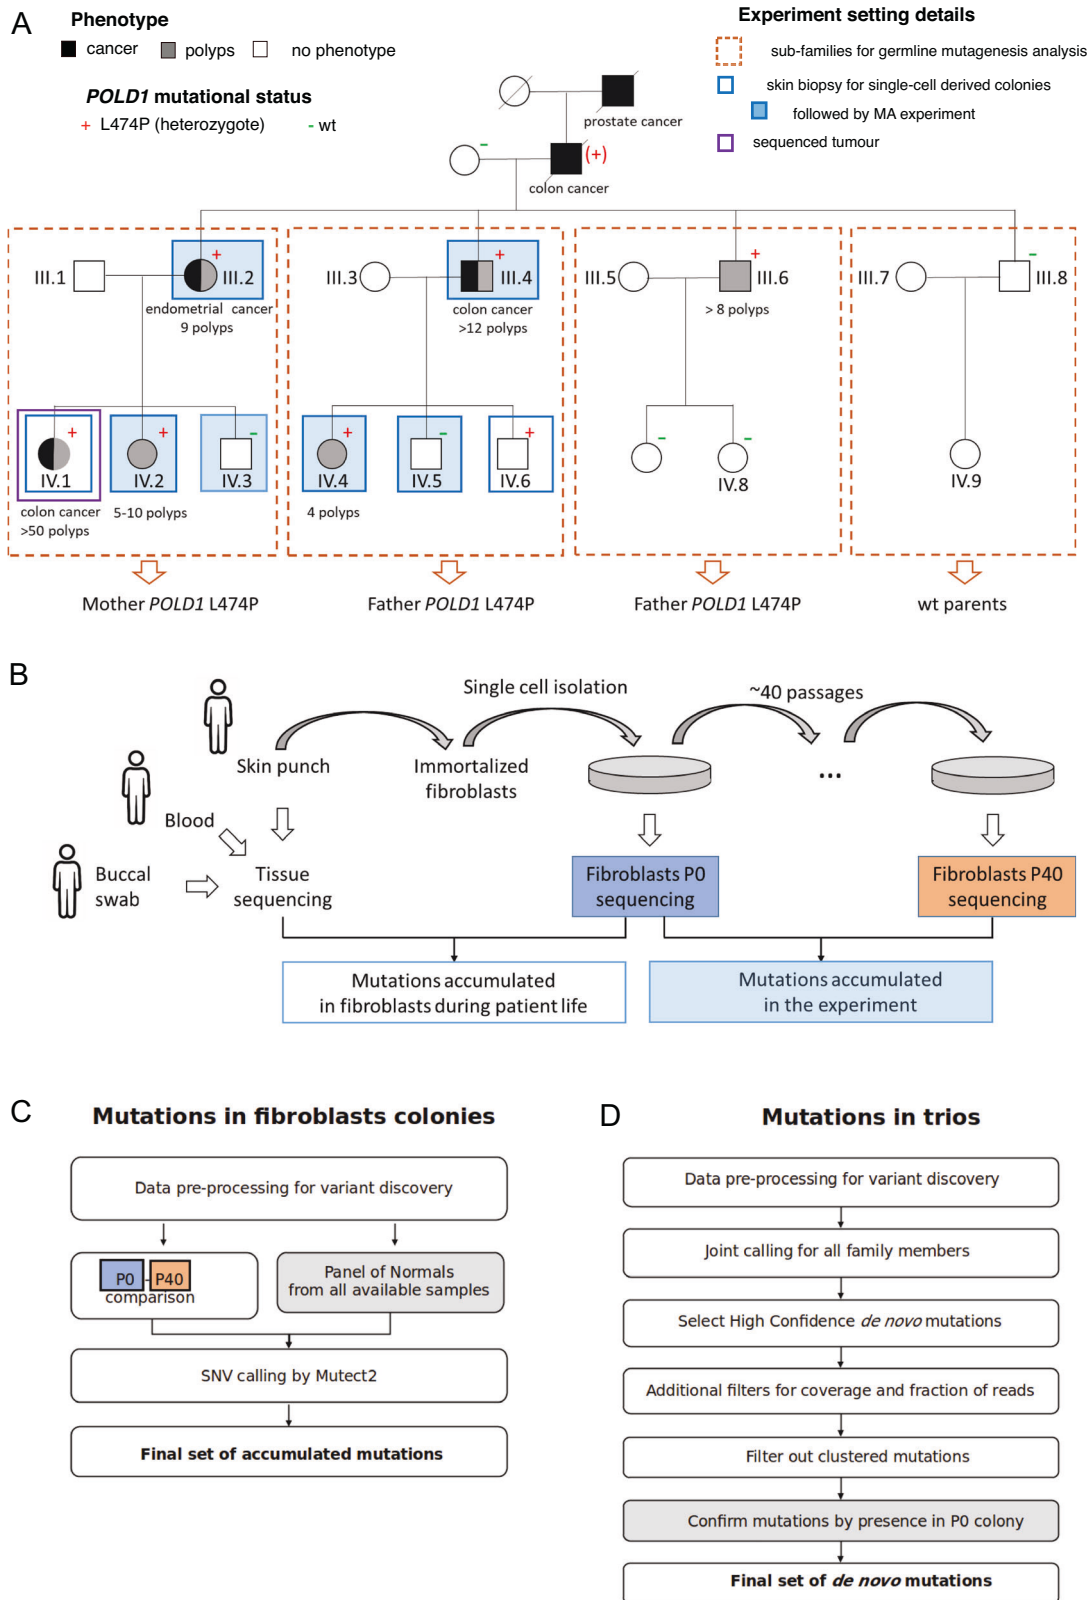 A
Phenotype
cancer
polyps
no phenotype
POLD1 mutational status
+ L474P (heterozygote)
- wt
Experiment setting details
sub-families for germline mutagenesis analysis
skin biopsy for single-cell derived colonies
followed by MA experiment
sequenced tumour
prostate cancer
-
(+)
colon cancer
III.1
+
III.2
endometrial cancer
9 polyps
III.3
+
III.4
colon cancer
>12 polyps
III.5
+
III.6
> 8 polyps
III.7
-
III.8
+
IV.1
colon cancer
>50 polyps
+
IV.2
5-10 polyps
-
IV.3
+
IV.4
4 polyps
-
IV.5
+
IV.6
-
-
IV.8
IV.9
Mother POLD1 L474P
Father POLD1 L474P
Father POLD1 L474P
wt parents
B
Single cell isolation
~40 passages
Skin punch
Immortalized
fibroblasts
...
Blood
Buccal
swab
Tissue
sequencing
Fibroblasts P0
sequencing
Fibroblasts P40
sequencing
Mutations accumulated
in fibroblasts during patient life
Mutations accumulated
in the experiment
C
Mutations in fibroblasts colonies
Data pre-processing for variant discovery
P0 - P40
comparison
Panel of Normals
from all available samples
SNV calling by Mutect2
Final set of accumulated mutations
D
Mutations in trios
Data pre-processing for variant discovery
Joint calling for all family members
Select High Confidence de novo mutations
Additional filters for coverage and fraction of reads
Filter out clustered mutations
Confirm mutations by presence in P0 colony
Final set of de novo mutations